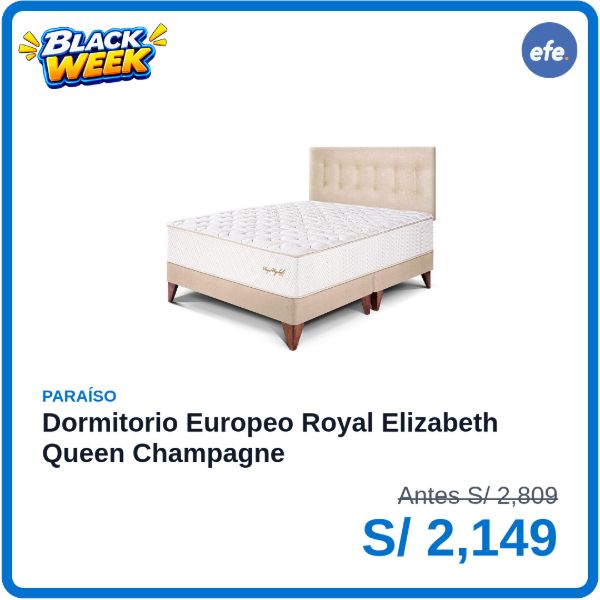 BLACK
WEEK
efe.
PARAÍSO
Dormitorio Europeo Royal Elizabeth
Queen Champagne
Antes S/ 2,809
S/ 2,149